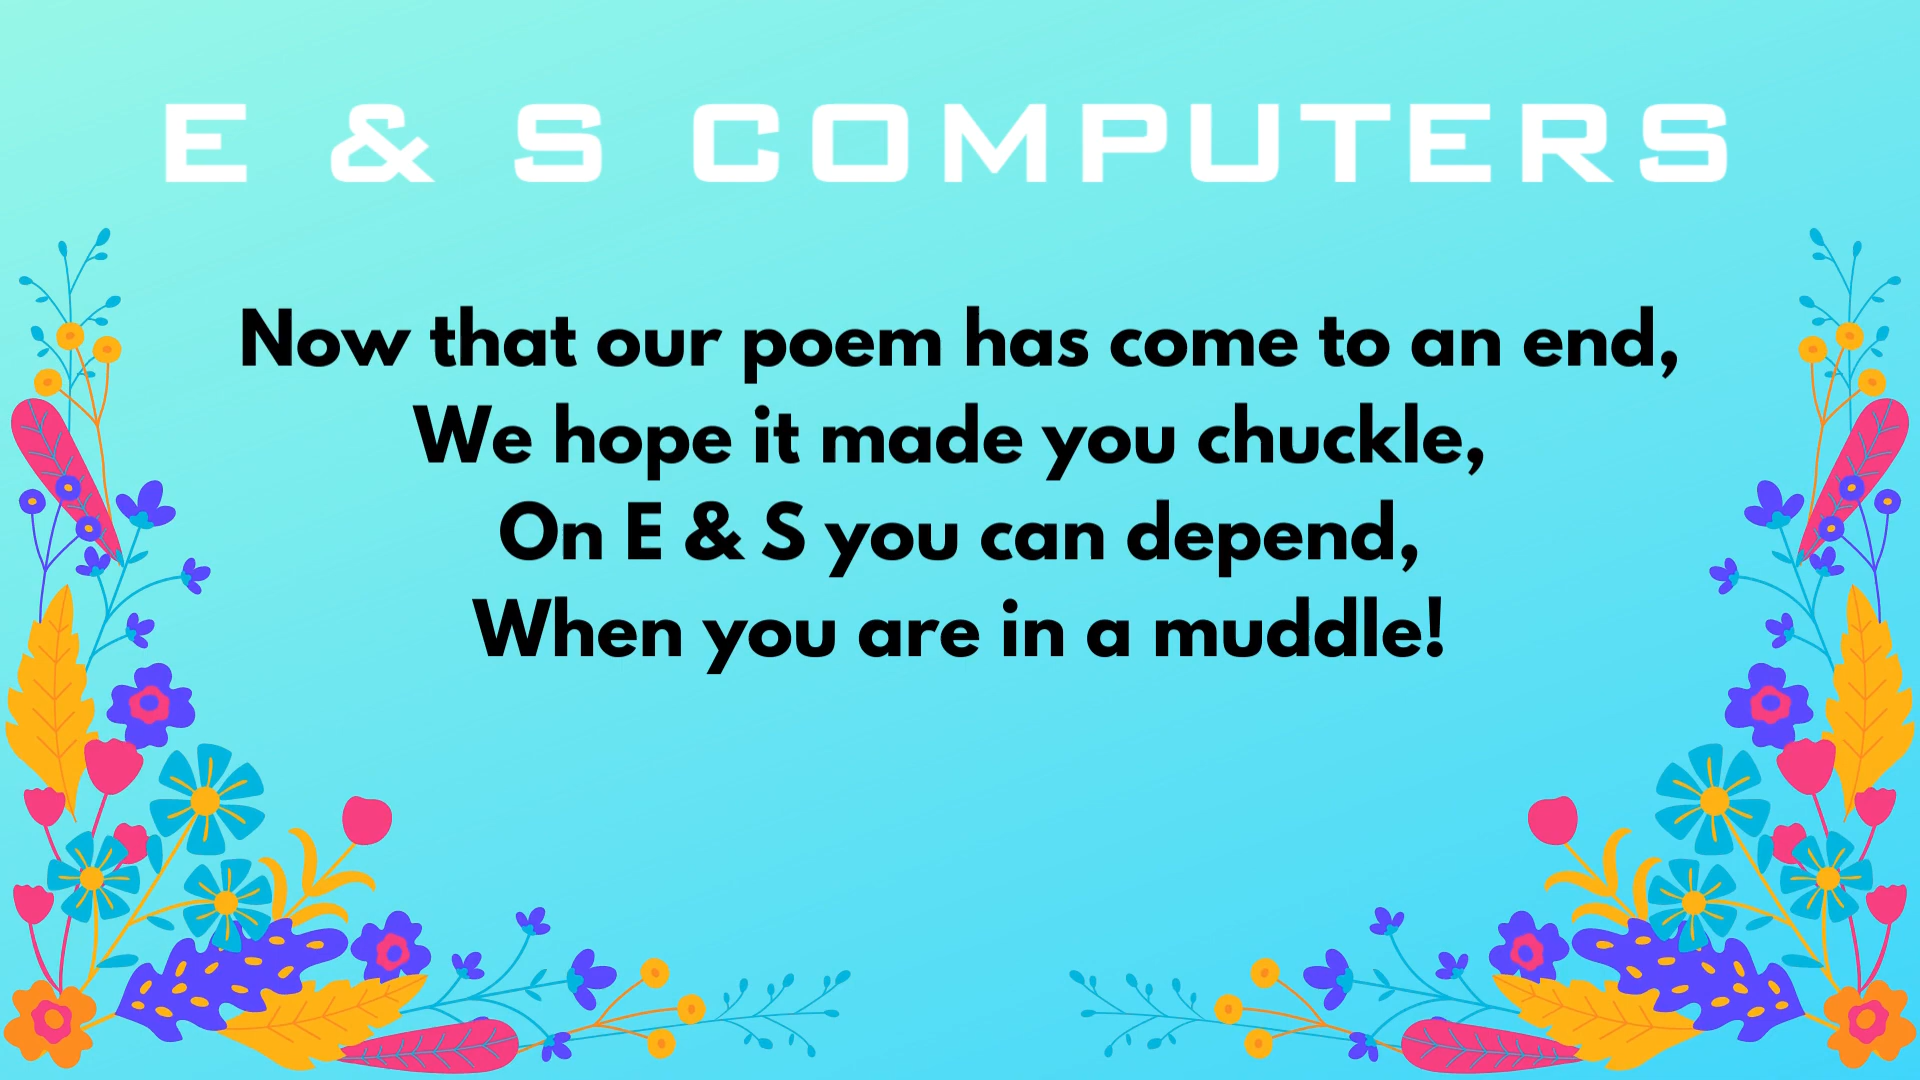 E & S COMPUTERS
Now that our poem has come to an end,
We hope it made you chuckle,
On E & S you can depend,
When you are in a muddle!